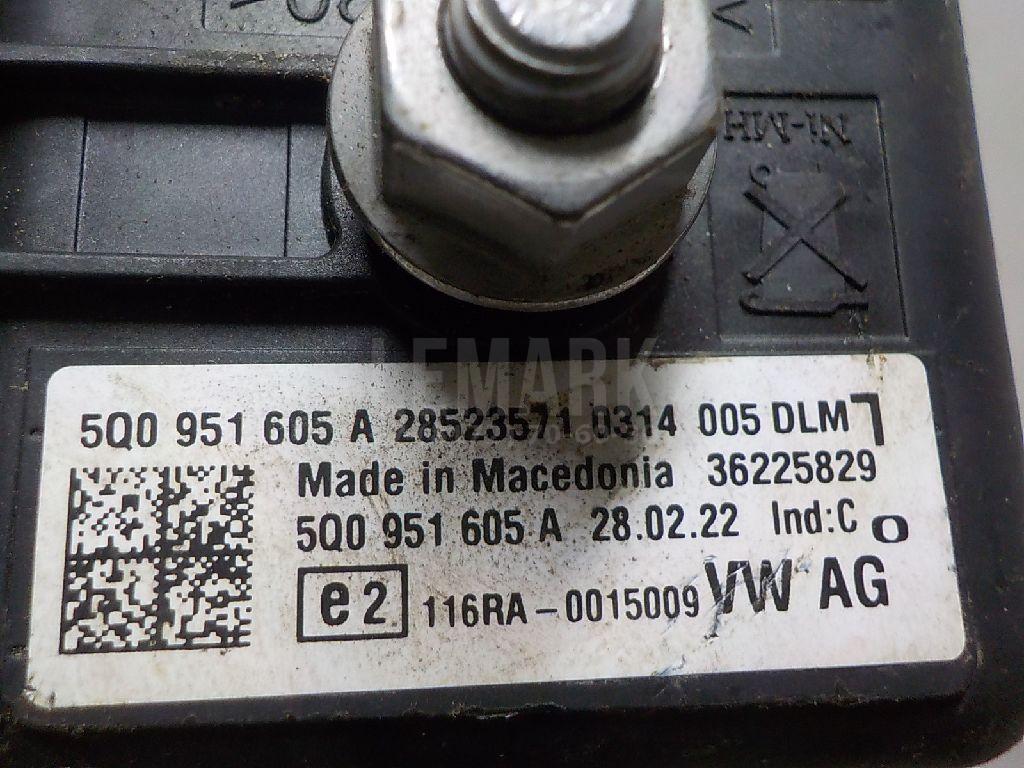 Ni-MH
LEMARK
5Q0 951 605 A 28523571 0314 005 DLM
Made in Macedonia 36225829
5Q0 951 605 A 28.02.22 Ind:C o
e2 116RA-0015009 VW AG